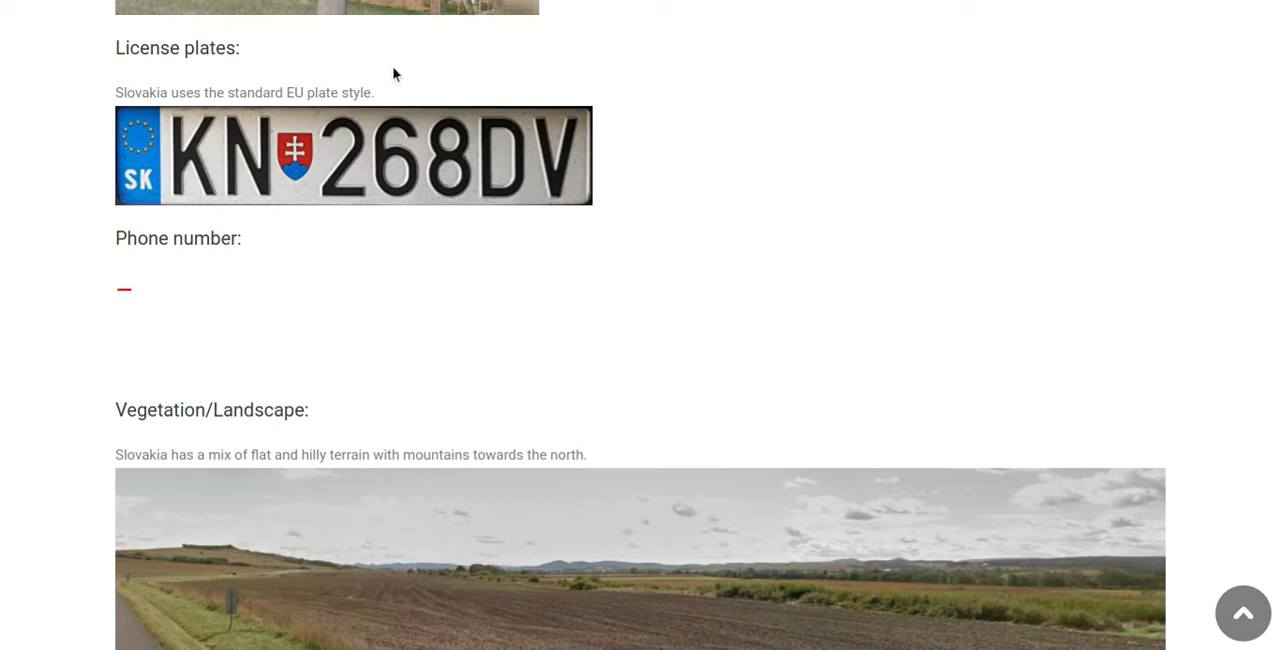 License plates:
Slovakia uses the standard EU plate style.
SK KN 268DV
Phone number:
Vegetation/Landscape:
Slovakia has a mix of flat and hilly terrain with mountains towards the north.